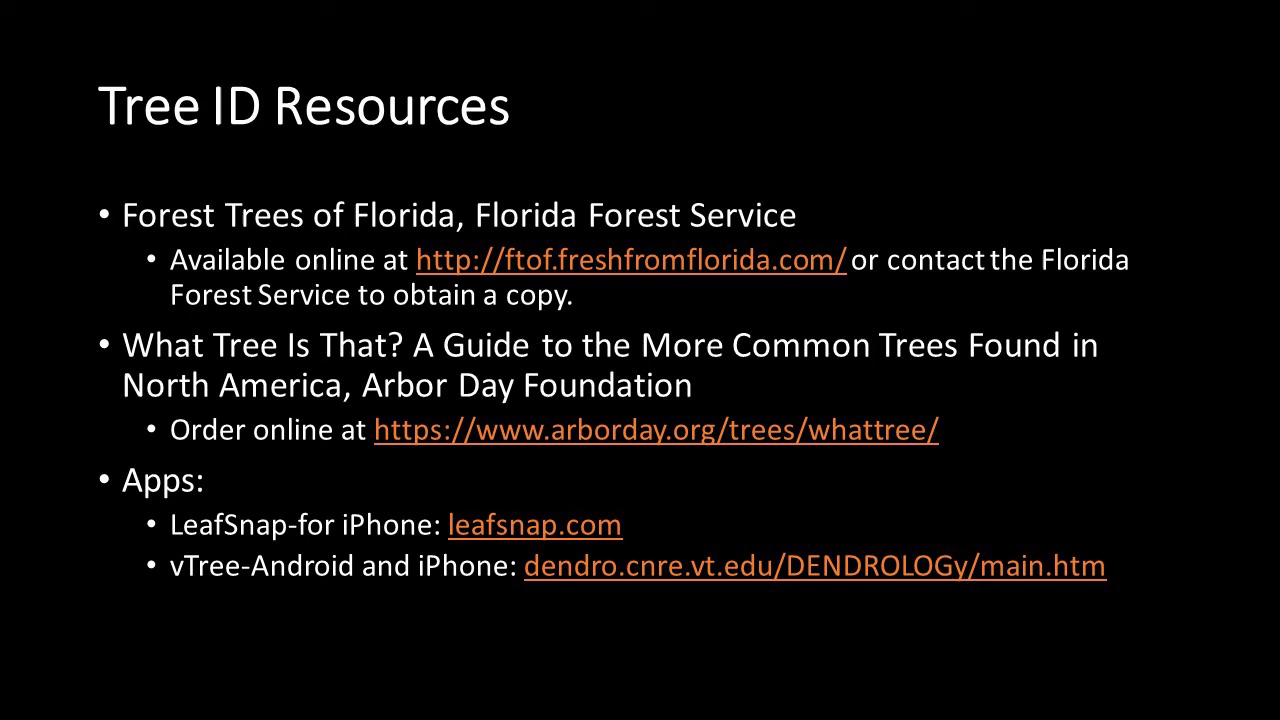 Tree ID Resources
• Forest Trees of Florida, Florida Forest Service
• Available online at http://ftof.freshfromflorida.com/ or contact the Florida
Forest Service to obtain a copy.
• What Tree Is That? A Guide to the More Common Trees Found in
North America, Arbor Day Foundation
• Order online at https://www.arborday.org/trees/whattree/
• Apps:
• LeafSnap-for iPhone: leafsnap.com
• vTree-Android and iPhone: dendro.cnre.vt.edu/DENDROLOGy/main.htm